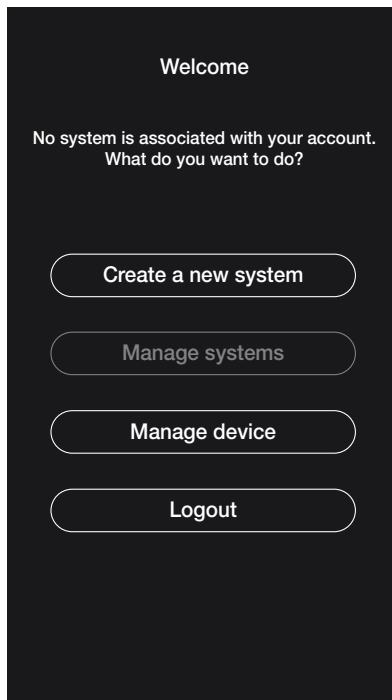 Welcome
No system is associated with your account.
What do you want to do?
Create a new system
Manage systems
Manage device
Logout